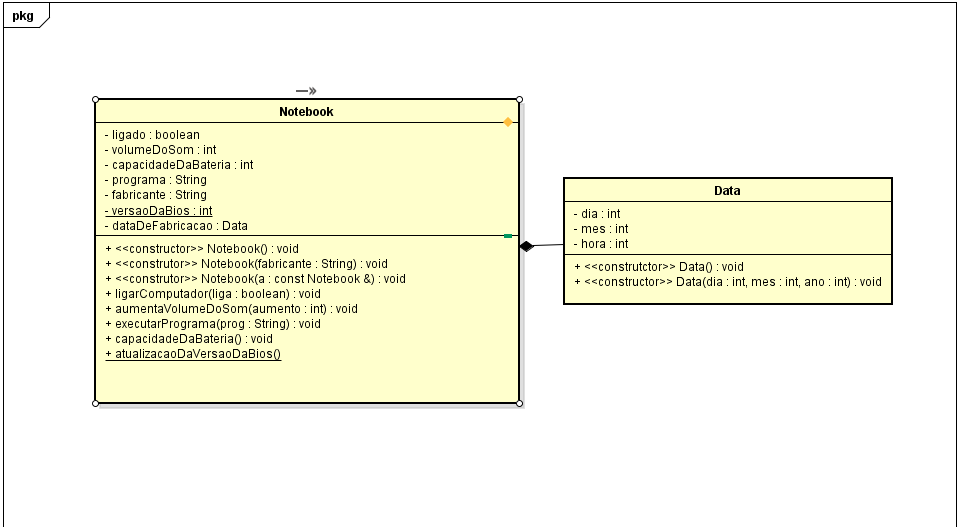 pkg
Notebook
- ligado : boolean
- volumeDoSom : int
- capacidadeDaBateria : int
- programa : String
- fabricante : String
- versaoDaBios : int
- dataDeFabricacao : Data
+ <<constructor>> Notebook() : void
+ <<construtor>> Notebook(fabricante : String) : void
+ <<construtor>> Notebook(a : const Notebook &) : void
+ ligarComputador(liga : boolean) : void
+ aumentaVolumeDoSom(aumento : int) : void
+ executarPrograma(prog : String) : void
+ capacidadeDaBateria() : void
+ atualizacaoDaVersaoDaBios()
Data
- dia : int
- mes : int
- hora : int
+ <<construtctor>> Data() : void
+ <<constructor>> Data(dia : int, mes : int, ano : int) : void